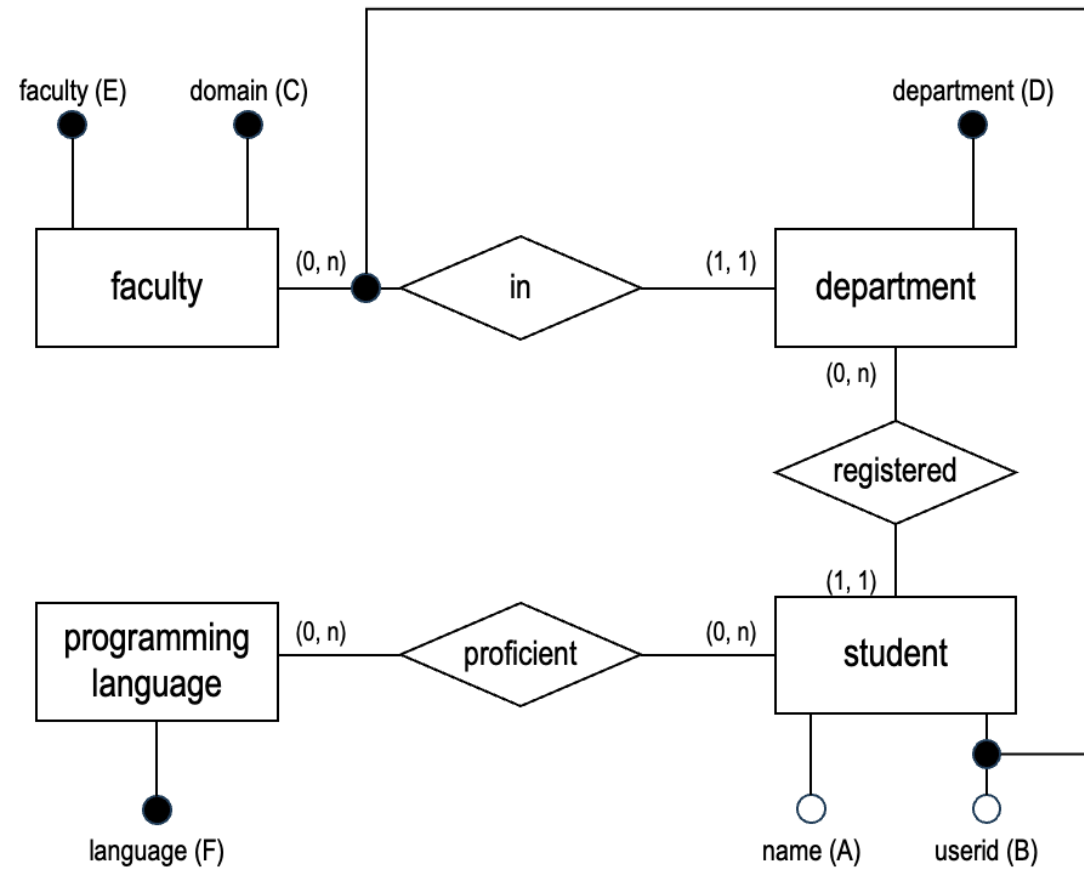 faculty (E)
domain (C)
department (D)
faculty
(0, n)
in
(1, 1)
department
(0, n)
registered
(1, 1)
programming
language
(0, n)
proficient
(0, n)
student
language (F)
name (A)
userid (B)